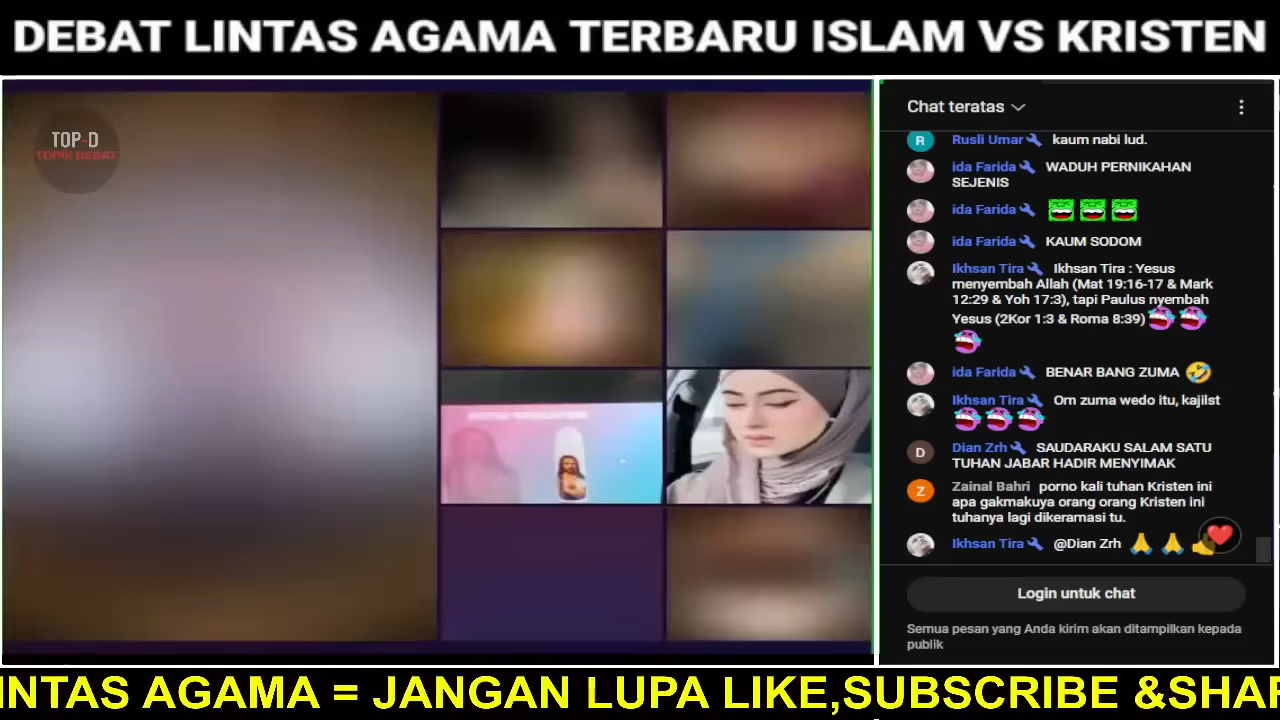 DEBAT LINTAS AGAMA TERBARU ISLAM VS KRISTEN
TOP-D
TOPIK DEBAT
Chat teratas
R
Rusli Umar kaum nabi lud.
ida Farida WADUH PERNIKAHAN
SEJENIS
ida Farida
ida Farida KAUM SODOM
Ikhsan Tira Ikhsan Tira : Yesus
menyembah Allah (Mat 19:16-17 & Mark
12:29 & Yoh 17:3), tapi Paulus nyembah
Yesus (2Kor 1:3 & Roma 8:39)
ida Farida BENAR BANG ZUMA 🤣
Ikhsan Tira Om zuma wedo itu, kajilst
D
Dian Zrh SAUDARAKU SALAM SATU
TUHAN JABAR HADIR MENYIMAK
Z
Zainal Bahri porno kali tuhan Kristen ini
apa gakmakuya orang orang Kristen ini
tuhanya lagi dikeramasi tu.
Ikhsan Tira @Dian Zrh 🙏 🙏 👍
Login untuk chat
Semua pesan yang Anda kirim akan ditampilkan kepada
publik
INTAS AGAMA = JANGAN LUPA LIKE,SUBSCRIBE &SHAR